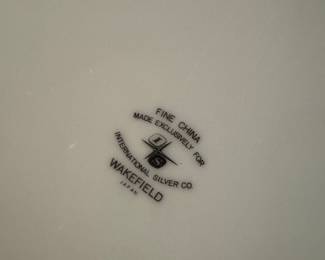 FINE CHINA
MADE EXCLUSIVELY FOR
I
S
INTERNATIONAL SILVER CO.
WAKEFIELD
JAPAN